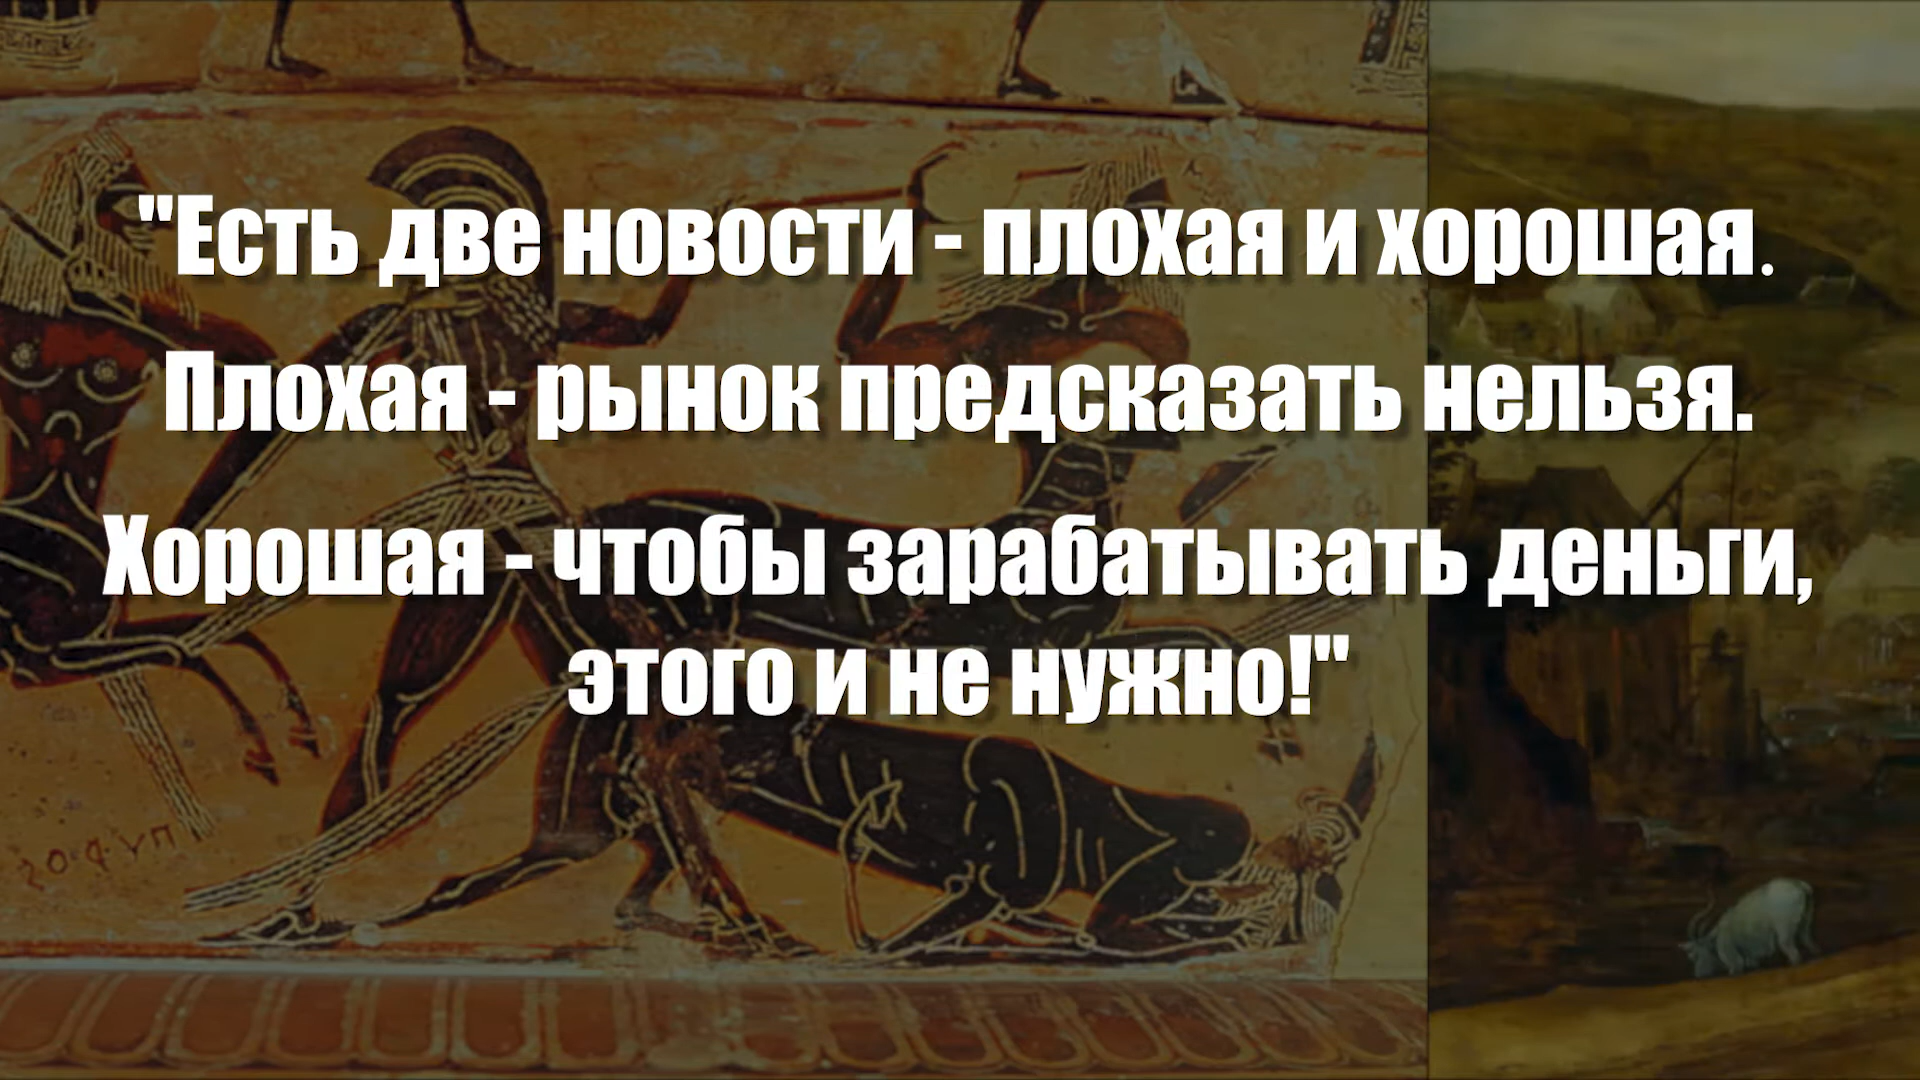 "Есть две новости - плохая и хорошая.
Плохая - рынок предсказать нельзя.
Хорошая - чтобы зарабатывать деньги,
этого и не нужно!"